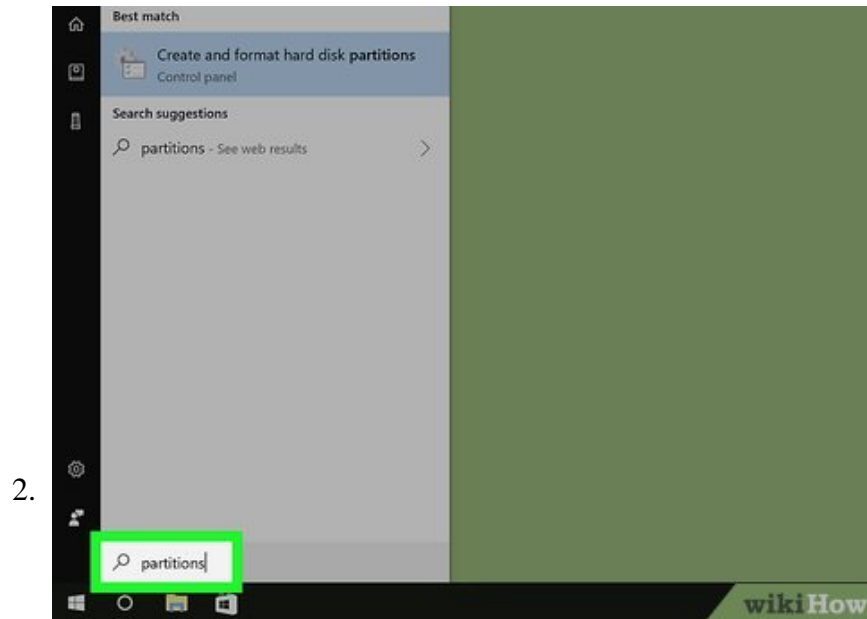 Best match
Create and format hard disk partitions
Control panel
Search suggestions
partitions - See web results
2.
partitions
wikiHow